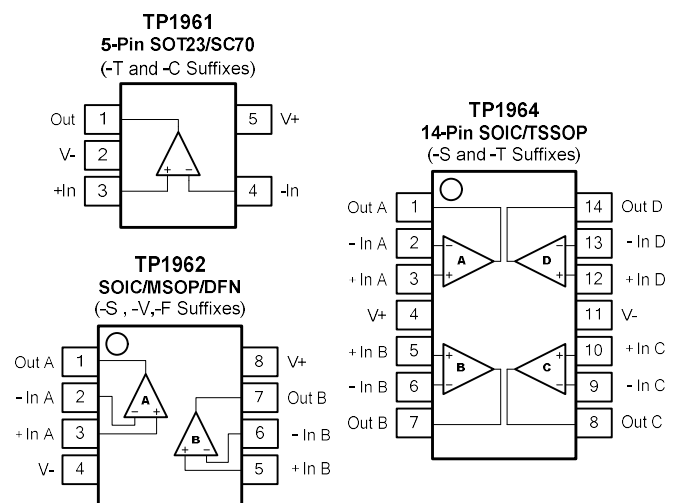 TP1961
5-Pin SOT23/SC70
(-T and -C Suffixes)
Out 1 5 V+
V- 2
+In 3 + − 4 -In
TP1962
SOIC/MSOP/DFN
(-S , -V,-F Suffixes)
Out A 1 8 V+
- In A 2 A 7 Out B
− +
+ In A 3 B 6 - In B
+ −
V- 4 5 + In B
TP1964
14-Pin SOIC/TSSOP
(-S and -T Suffixes)
Out A 1 14 Out D
- In A 2 − − 13 - In D
A D
+ In A 3 + + 12 + In D
V+ 4 11 V-
+ In B 5 + + 10 + In C
B C
- In B 6 − − 9 - In C
Out B 7 8 Out C